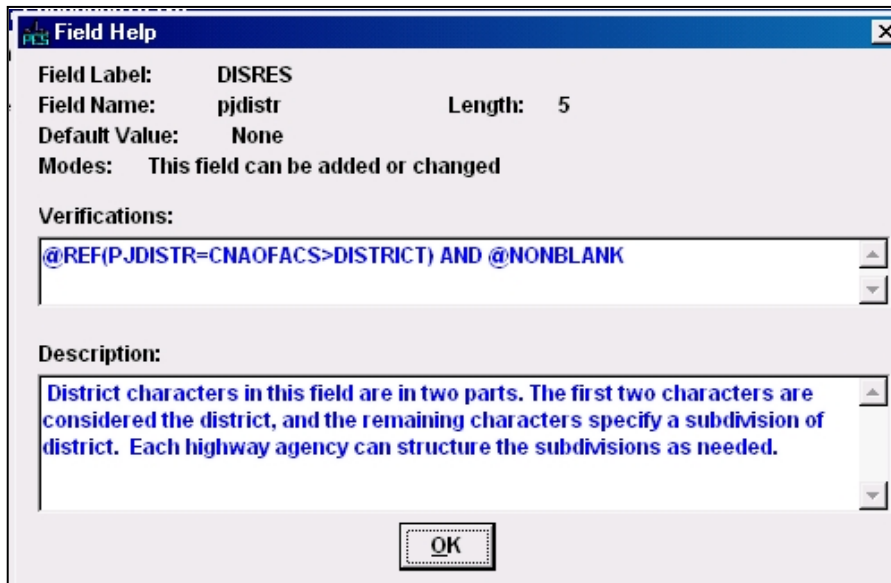 PES Field Help
Field Label: DISRES
Field Name: pjdistr Length: 5
Default Value: None
Modes: This field can be added or changed
Verifications:
@REF(PJDISTR=CNAOFACS>DISTRICT) AND @NONBLANK
Description:
District characters in this field are in two parts. The first two characters are
considered the district, and the remaining characters specify a subdivision of
district. Each highway agency can structure the subdivisions as needed.
OK